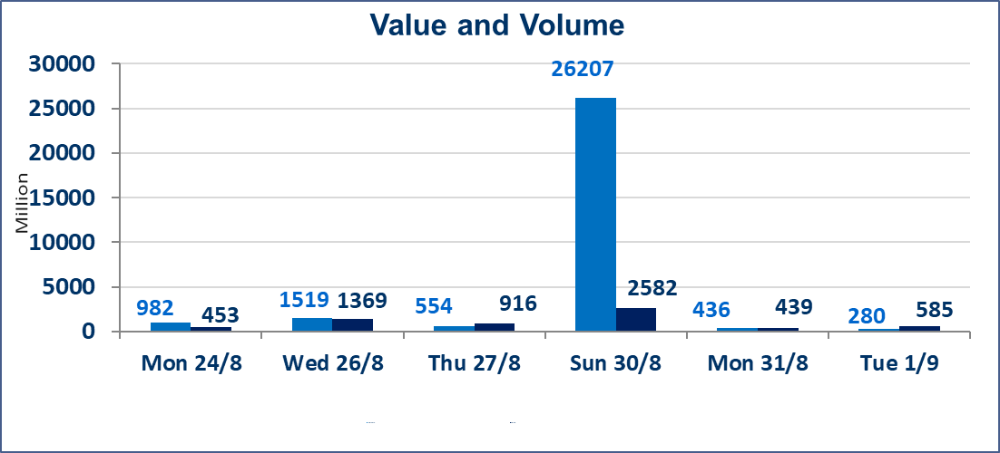 Value and Volume
30000
25000
20000
15000
10000
5000
0
Million
982
453
1519
1369
554
916
26207
2582
436
439
280
585
Mon 24/8
Wed 26/8
Thu 27/8
Sun 30/8
Mon 31/8
Tue 1/9